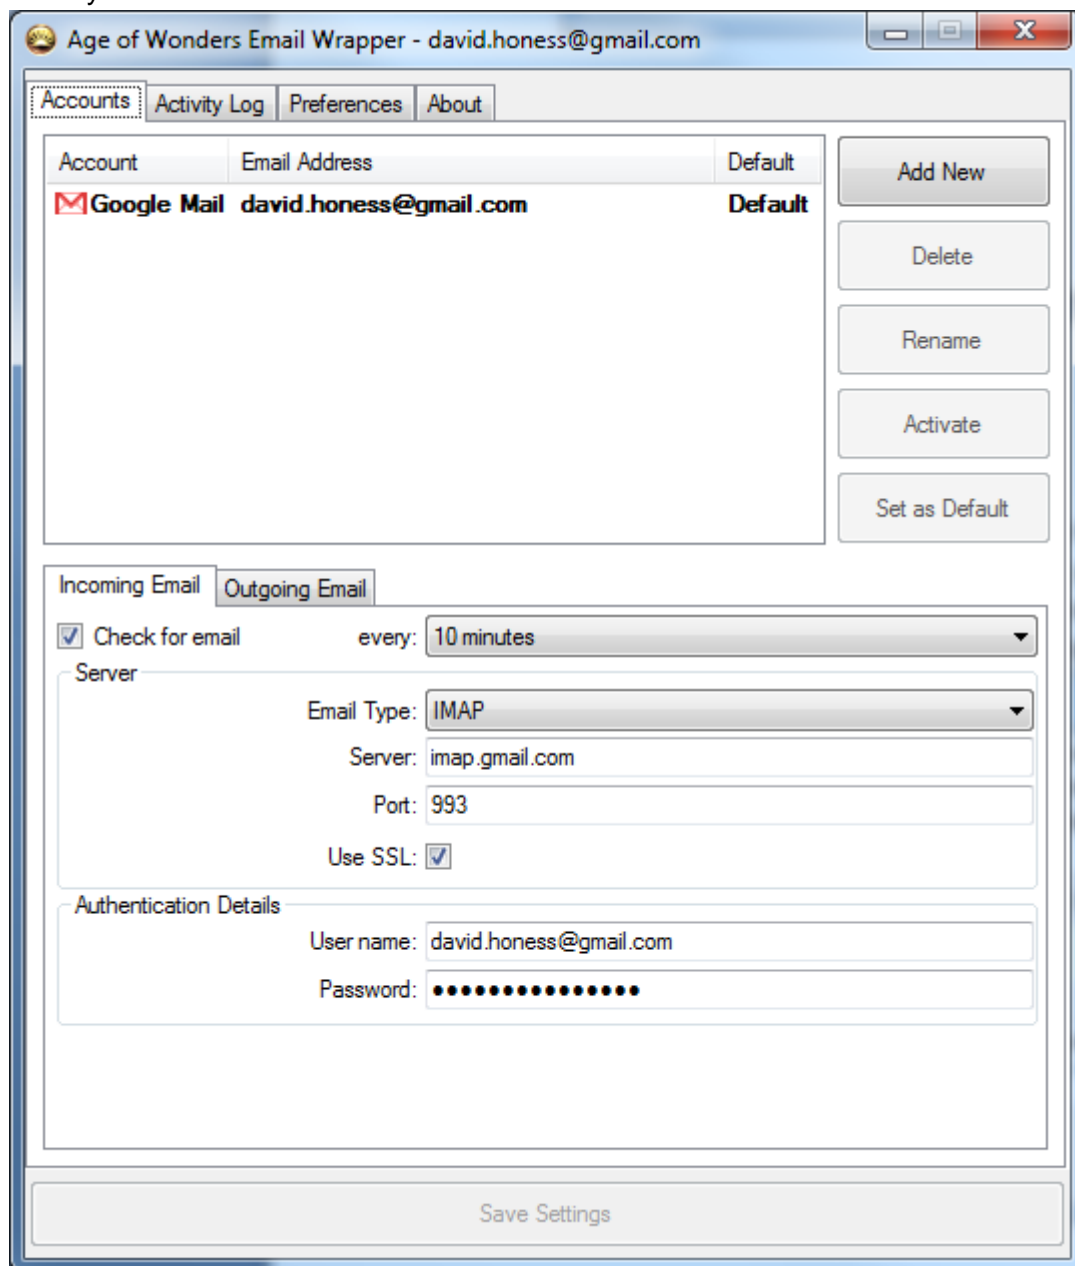 Age of Wonders Email Wrapper - david.honess@gmail.com
Accounts Activity Log Preferences About
Account Email Address Default
Google Mail david.honess@gmail.com Default
Add New
Delete
Rename
Activate
Set as Default
Incoming Email Outgoing Email
Check for email every: 10 minutes
Server
Email Type: IMAP
Server: imap.gmail.com
Port: 993
Use SSL:
Authentication Details
User name: david.honess@gmail.com
Password: •••••••••••••••
Save Settings